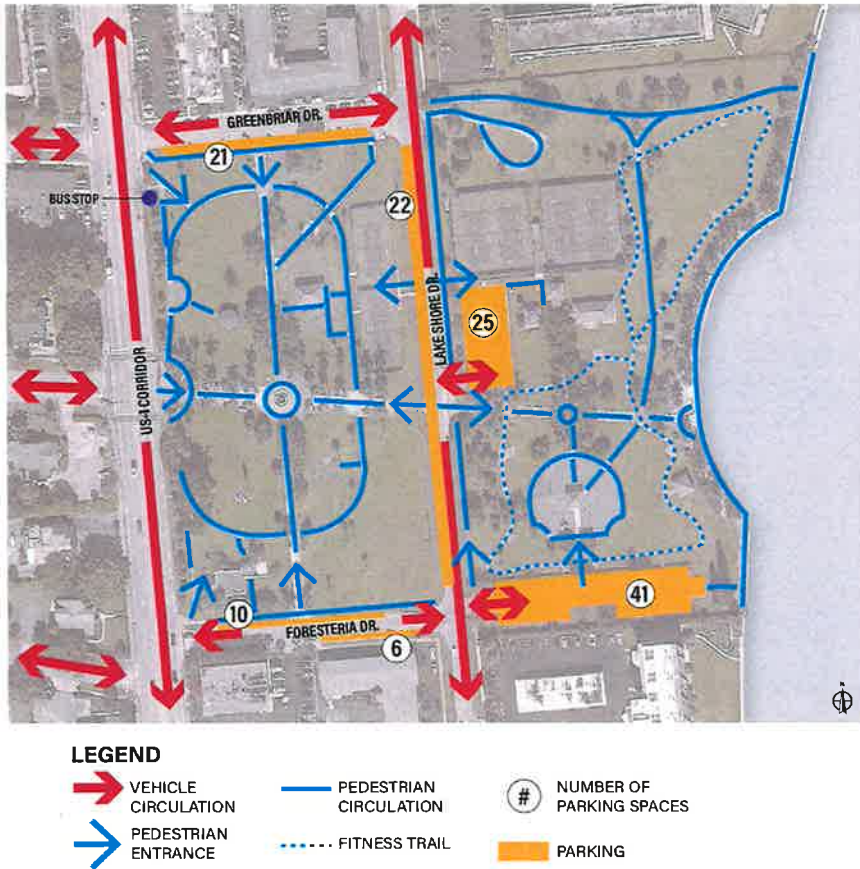 GREENBRIAR DR.
21
BUS STOP
22
LAKE SHORE DR.
25
US-1 CORRIDOR
10
FORESTERIA DR.
6
41
N
LEGEND
VEHICLE
CIRCULATION
PEDESTRIAN
CIRCULATION
#
NUMBER OF
PARKING SPACES
PEDESTRIAN
ENTRANCE
FITNESS TRAIL
PARKING